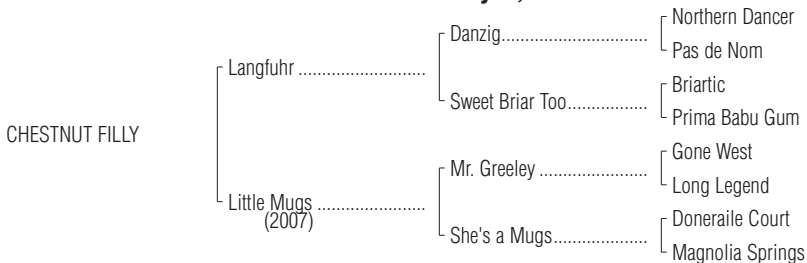 Northern Dancer
Danzig................................
Pas de Nom
Langfuhr ............................
Briartic
Sweet Briar Too.................
Prima Babu Gum
CHESTNUT FILLY
Gone West
Mr. Greeley .......................
Long Legend
Little Mugs ........................
(2007)
Doneraile Court
She's a Mugs....................
Magnolia Springs